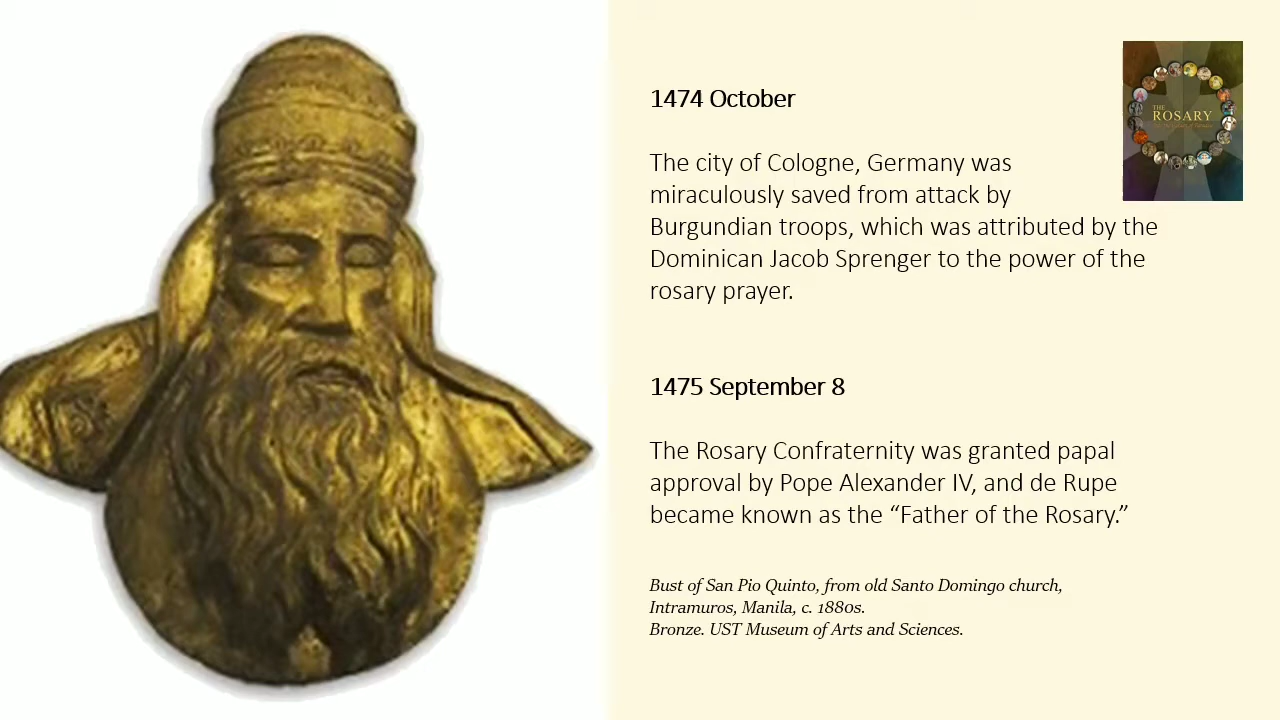 1474 October
The city of Cologne, Germany was
miraculously saved from attack by
Burgundian troops, which was attributed by the
Dominican Jacob Sprenger to the power of the
rosary prayer.
1475 September 8
The Rosary Confraternity was granted papal
approval by Pope Alexander IV, and de Rupe
became known as the “Father of the Rosary.”
Bust of San Pio Quinto, from old Santo Domingo church,
Intramuros, Manila, c. 1880s.
Bronze. UST Museum of Arts and Sciences.
THE
ROSARY